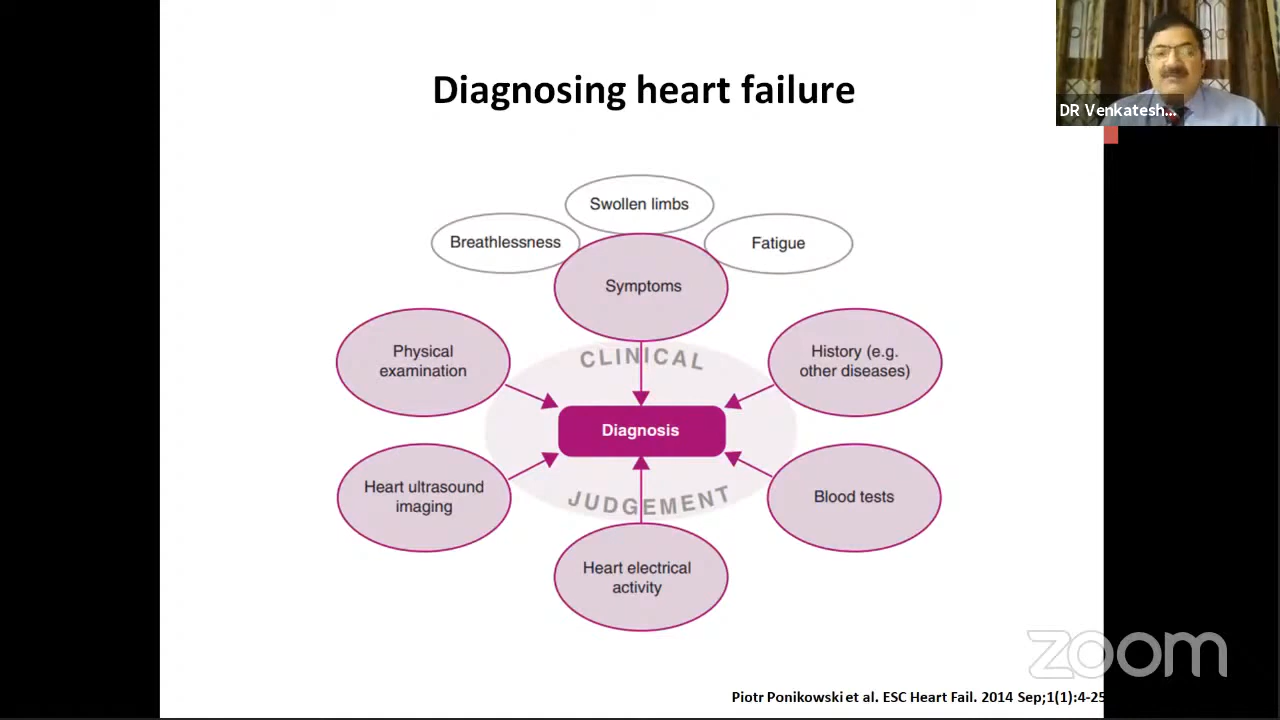 Diagnosing heart failure
DR Venkatesh...
Swollen limbs
Breathlessness
Fatigue
Symptoms
Physical
examination
History (e.g.
other diseases)
CLINICAL
Diagnosis
Heart ultrasound
imaging
Blood tests
JUDGEMENT
Heart electrical
activity
zoom
Piotr Ponikowski et al. ESC Heart Fail. 2014 Sep;1(1):4-25